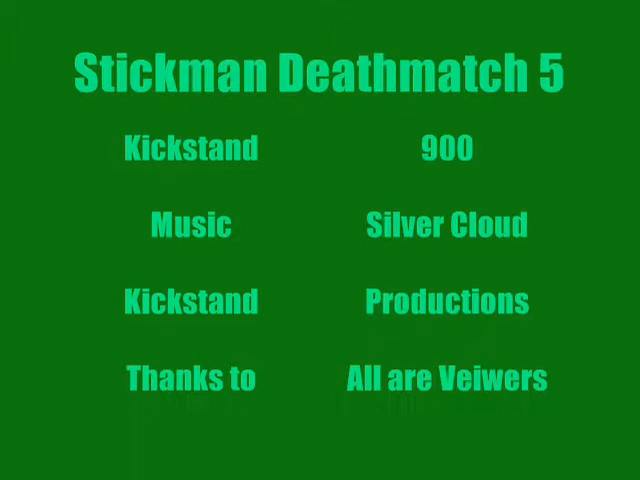 Stickman Deathmatch 5
Kickstand 900
Music Silver Cloud
Kickstand Productions
Thanks to All are Veiwers